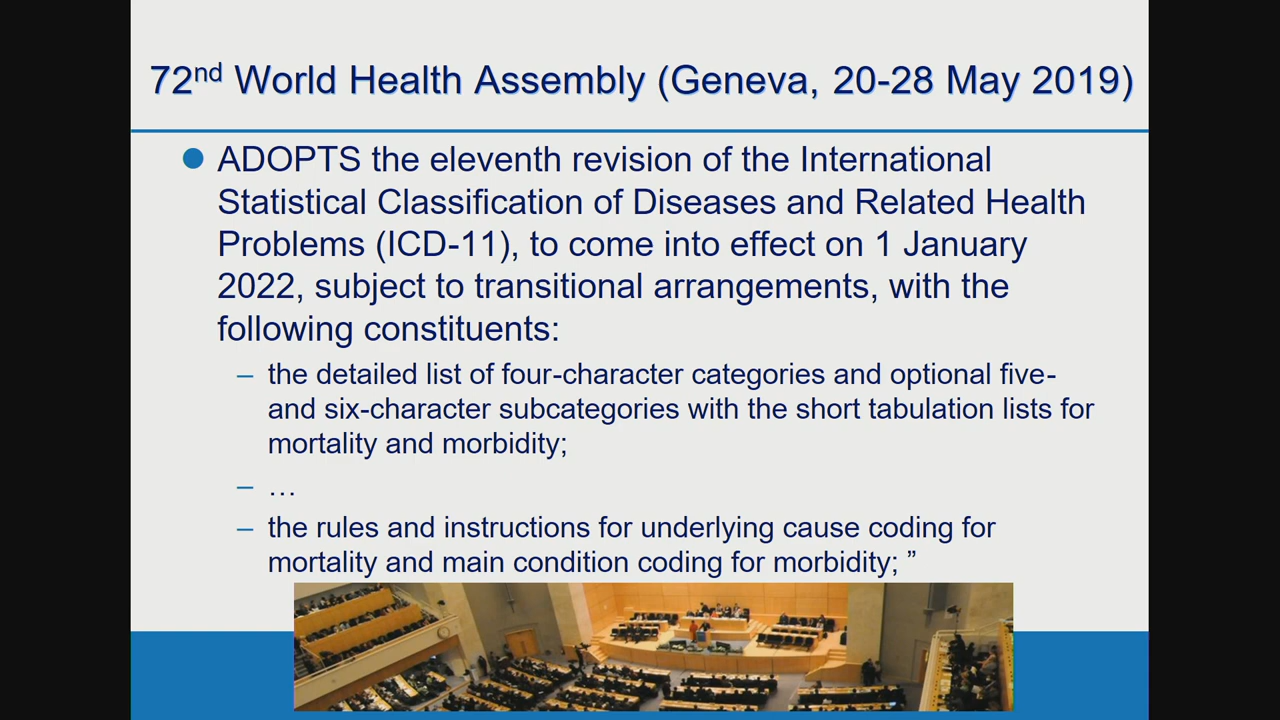 72nd World Health Assembly (Geneva, 20-28 May 2019)
ADOPTS the eleventh revision of the International
Statistical Classification of Diseases and Related Health
Problems (ICD-11), to come into effect on 1 January
2022, subject to transitional arrangements, with the
following constituents:
– the detailed list of four-character categories and optional five-
and six-character subcategories with the short tabulation lists for
mortality and morbidity;
– …
– the rules and instructions for underlying cause coding for
mortality and main condition coding for morbidity; ”